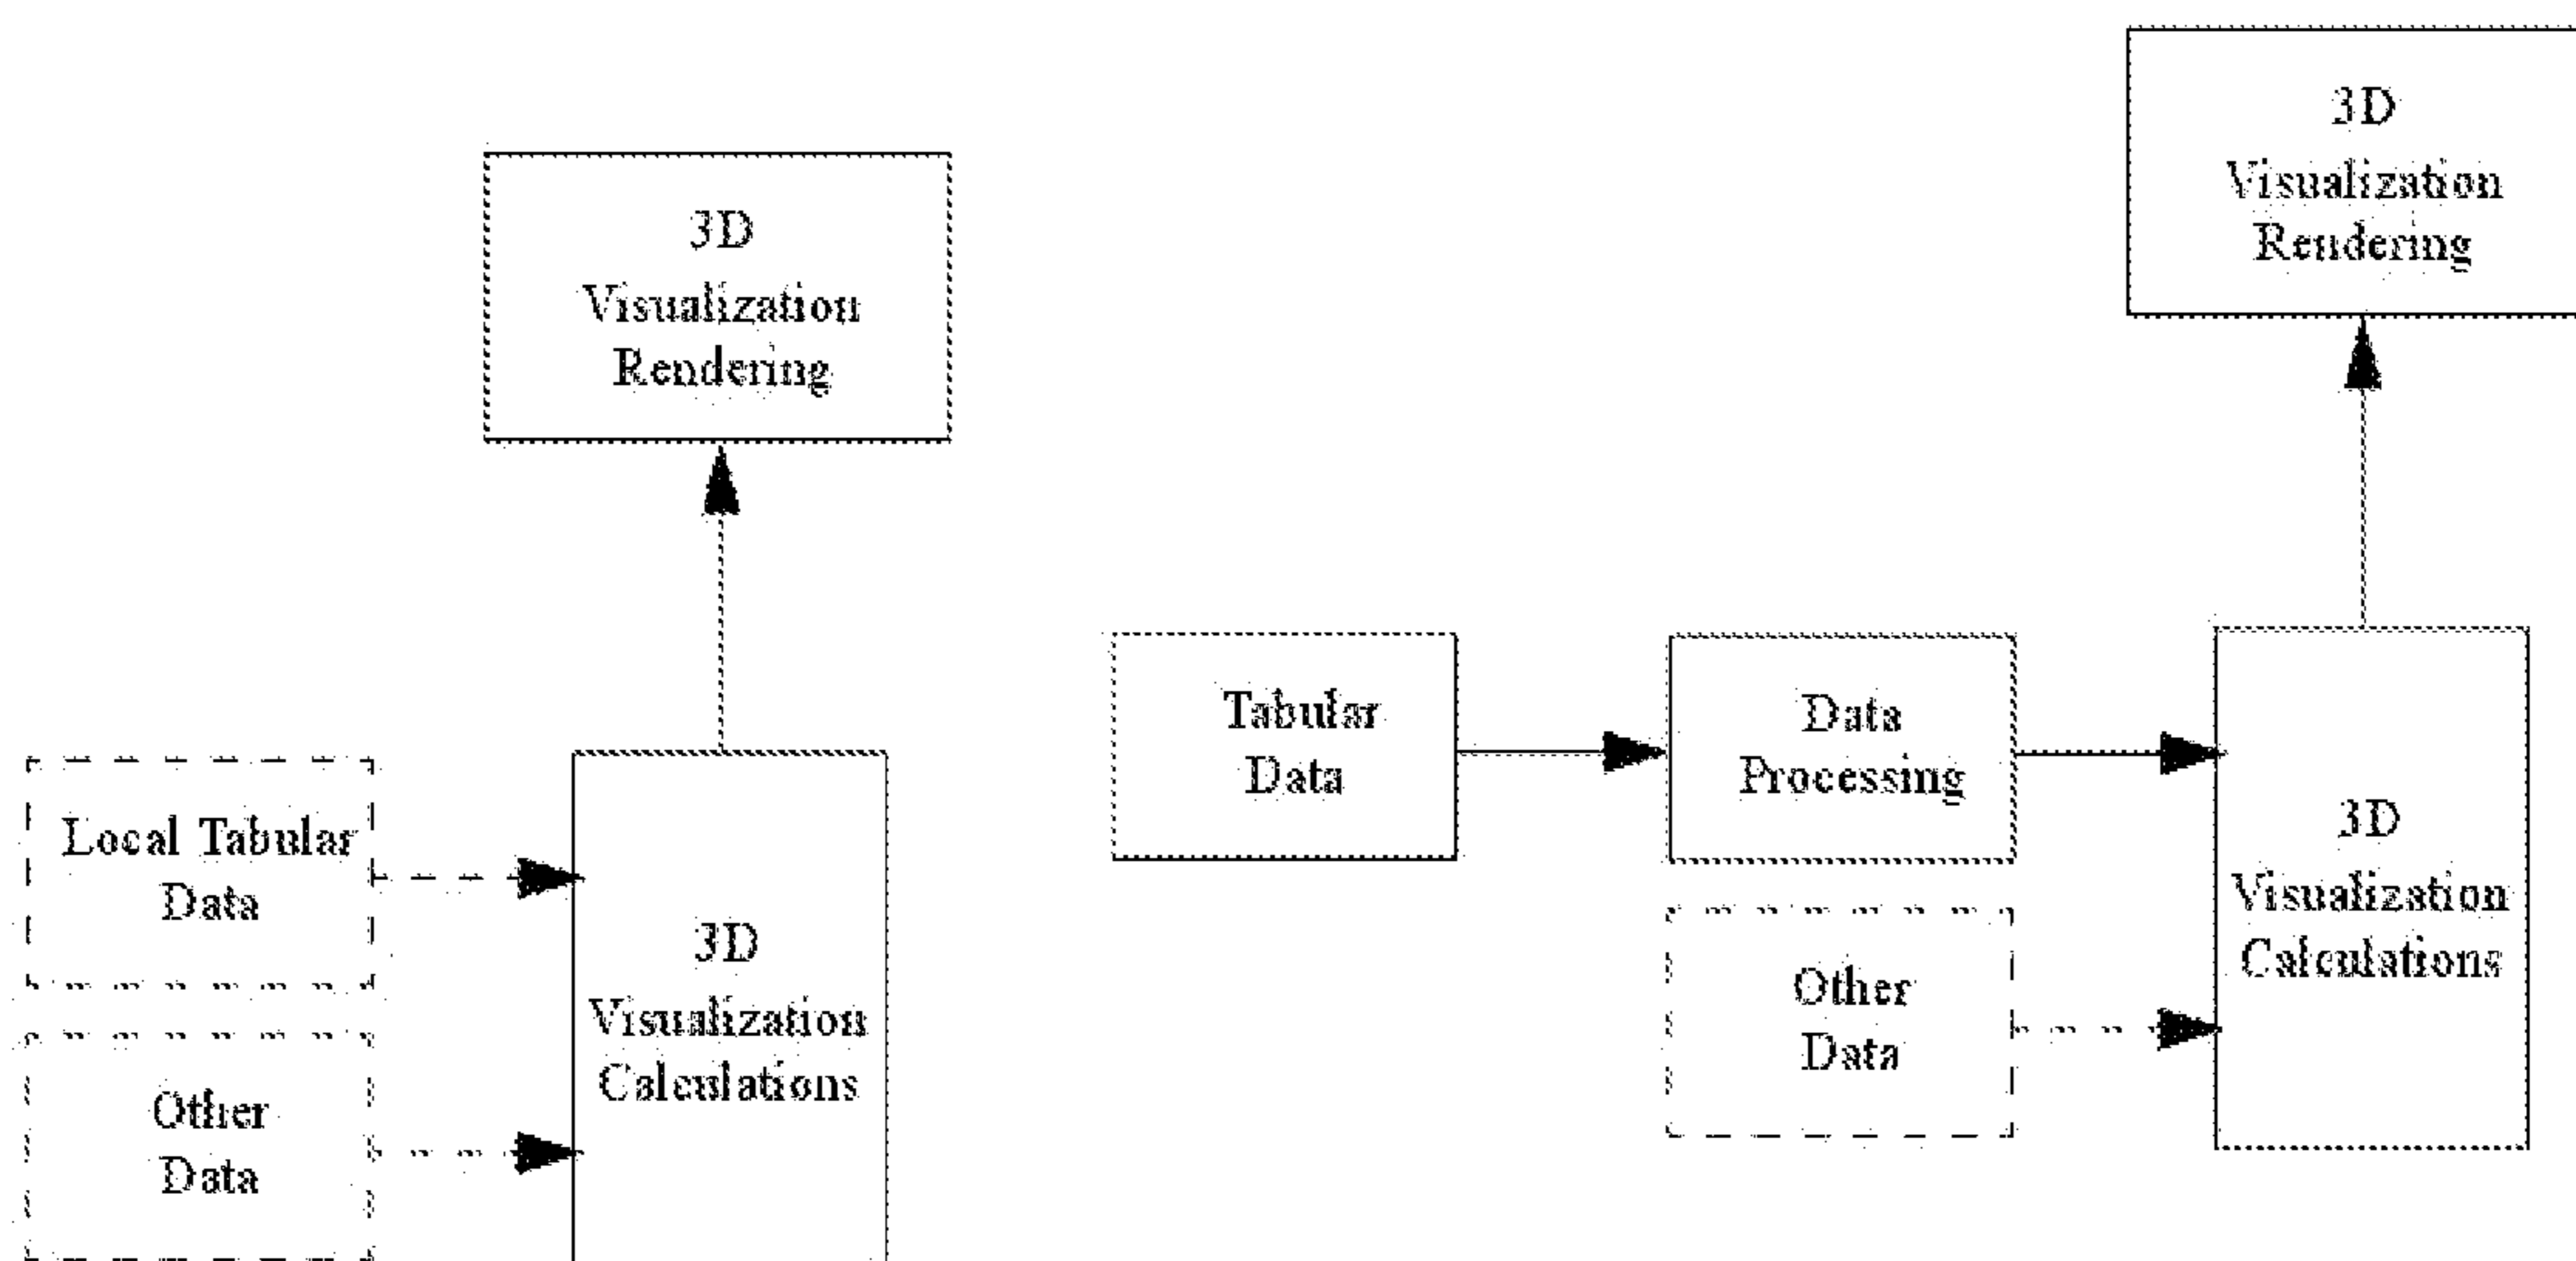 3D
Visualization
Rendering
Local Tabular
Data
Other
Data
3D
Visualization
Calculations
3D
Visualization
Rendering
Tabular
Data
Data
Processing
Other
Data
3D
Visualization
Calculations